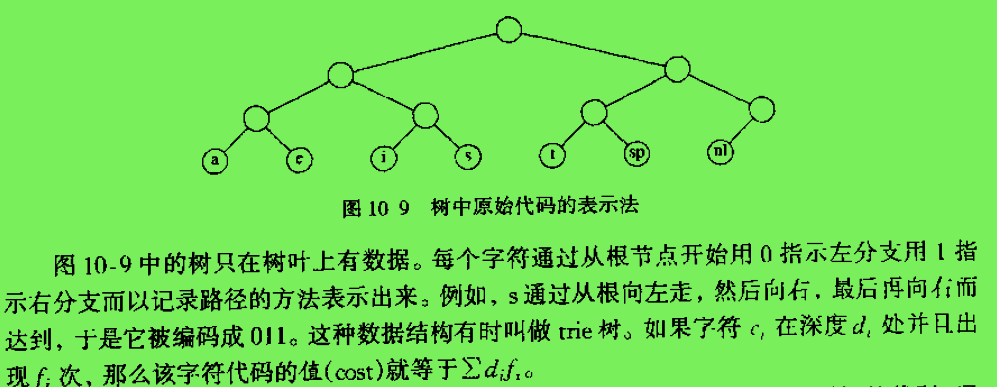 a e i s t sp nl
图 10-9 树中原始代码的表示法
图 10-9 中的树只在树叶上有数据。每个字符通过从根节点开始用 0 指示左分支用 1 指
示右分支而以记录路径的方法表示出来。例如，s 通过从根向左走，然后向右，最后再向右而
达到，于是它被编码成 011。这种数据结构有时叫做 trie 树。如果字符 cᵢ 在深度 dᵢ 处并且出
现 fᵢ 次，那么该字符代码的值(cost)就等于∑dᵢfᵢ。